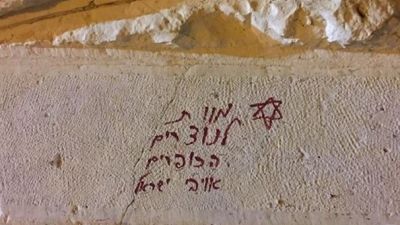 מוות
לנוצרים
הכופרים
אויבי ישראל